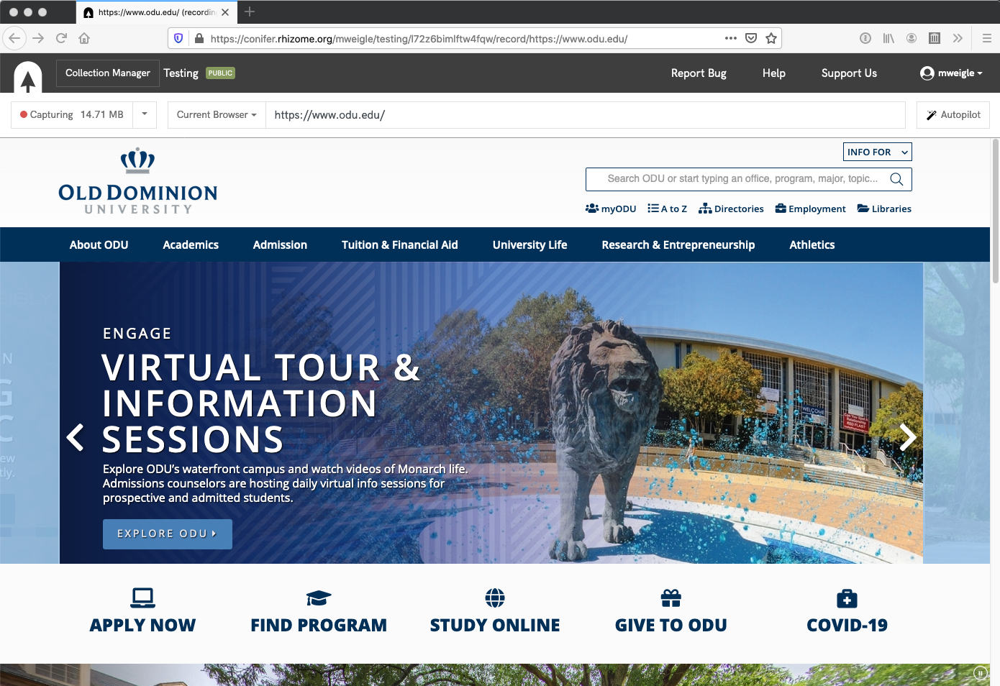 https://www.odu.edu/ (recordin
https://conifer.rhizome.org/mweigle/testing/l72z6bimlftw4fqw/record/https://www.odu.edu/
Collection Manager Testing PUBLIC Report Bug Help Support Us mweigle
Capturing 14.71 MB Current Browser https://www.odu.edu/ Autopilot
INFO FOR
Search ODU or start typing an office, program, major, topic...
OLD DOMINION
UNIVERSITY
myODU A to Z Directories Employment Libraries
About ODU Academics Admission Tuition & Financial Aid University Life Research & Entrepreneurship Athletics
ENGAGE
VIRTUAL TOUR &
INFORMATION
SESSIONS
Explore ODU’s waterfront campus and watch videos of Monarch life.
Admissions counselors are hosting daily virtual info sessions for
prospective and admitted students.
EXPLORE ODU
WELCOME
RED FLAG?
N
G
C
ew
tly.
APPLY NOW FIND PROGRAM STUDY ONLINE GIVE TO ODU COVID-19